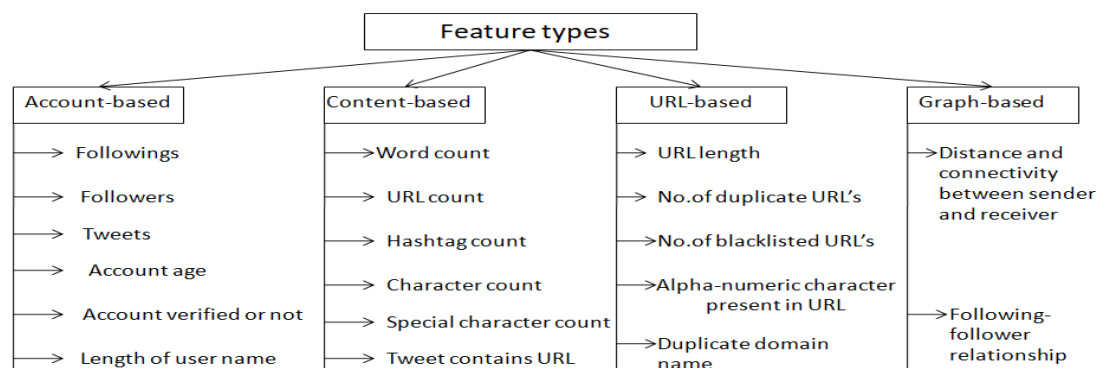 Feature types
Account-based
Followings
Followers
Tweets
Account age
Account verified or not
Length of user name
Content-based
Word count
URL count
Hashtag count
Character count
Special character count
Tweet contains URL
URL-based
URL length
No.of duplicate URL's
No.of blacklisted URL's
Alpha-numeric character
present in URL
Duplicate domain
name
Graph-based
Distance and
connectivity
between sender
and receiver
Following-
follower
relationship